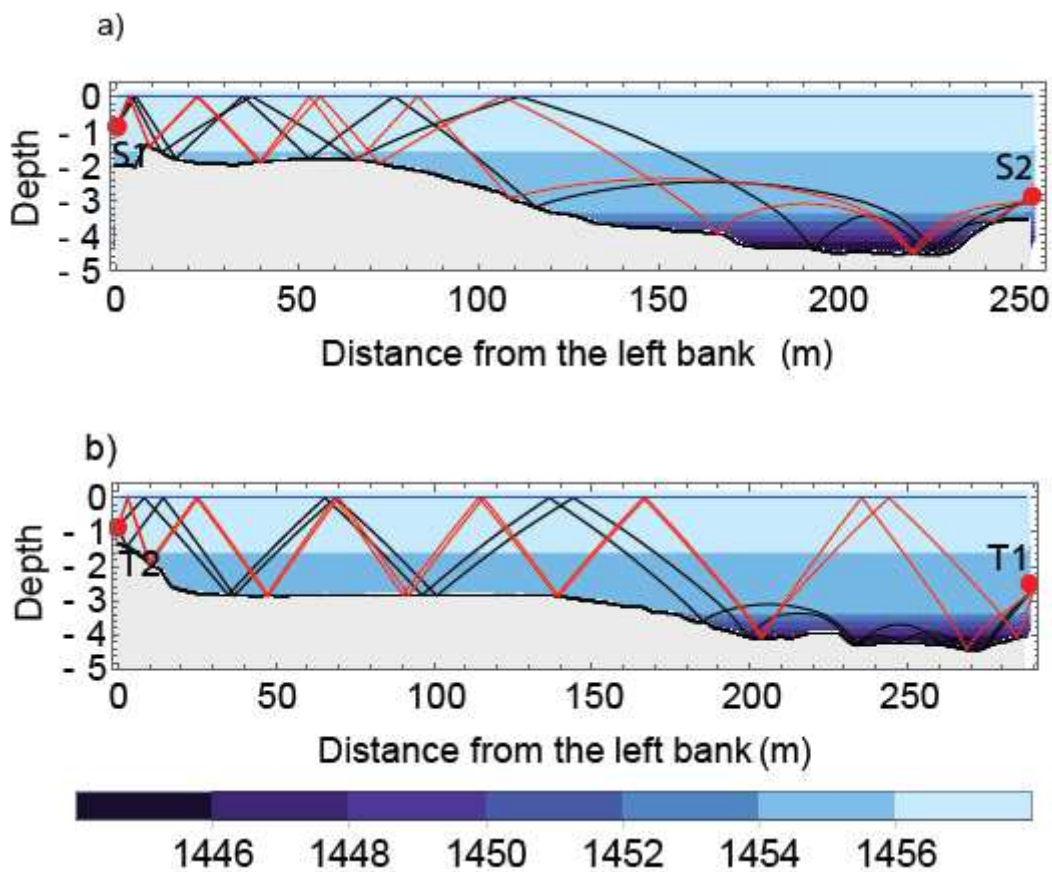 a)
0
- 1
- 2
- 3
- 4
- 5
Depth
S1
S2
0 50 100 150 200 250
Distance from the left bank (m)
b)
0
- 1
- 2
- 3
- 4
- 5
Depth
T2
T1
0 50 100 150 200 250
Distance from the left bank (m)
1446 1448 1450 1452 1454 1456